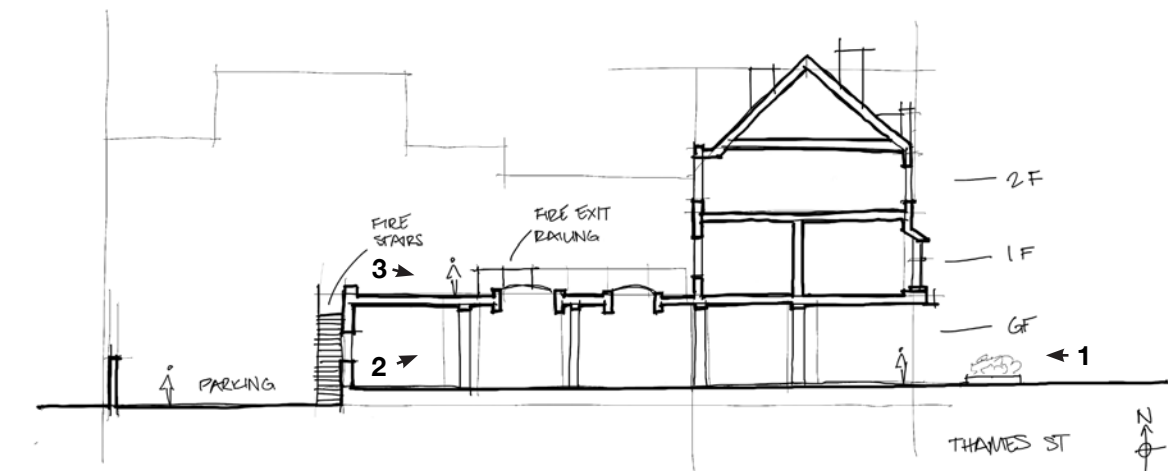 2F
FIRE
STAIRS
FIRE EXIT
RAILING
1F
3
GF
2
1
PARKING
THAMES ST
N